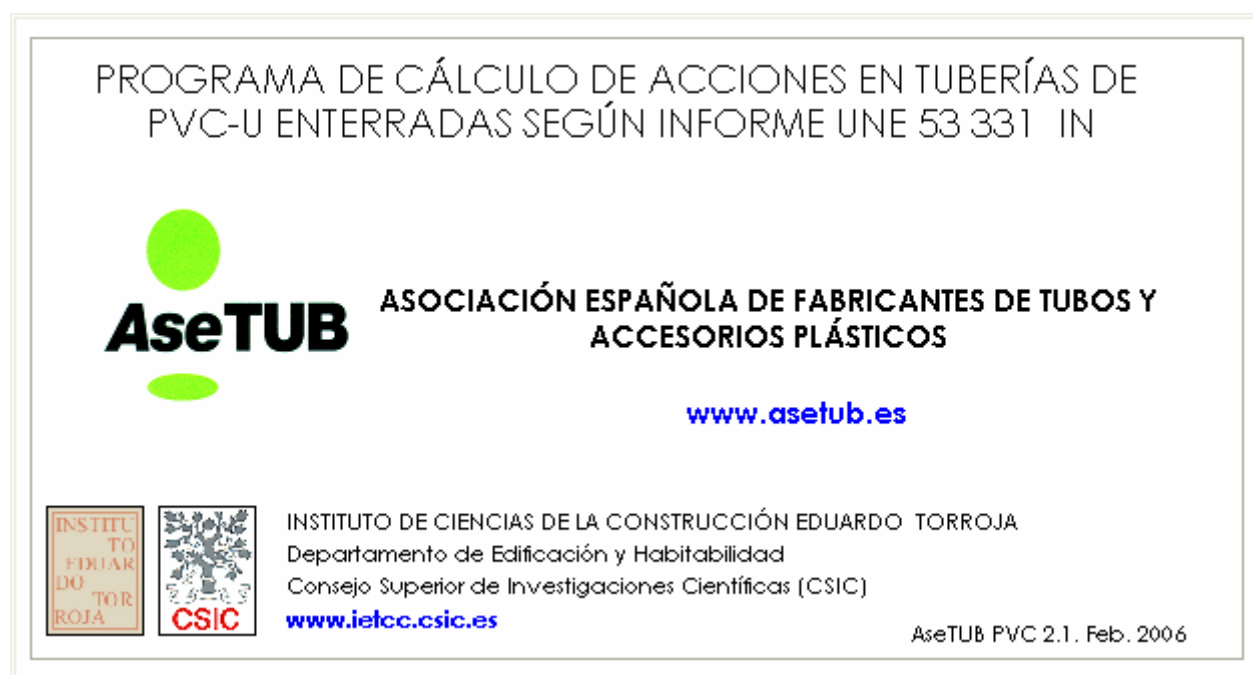 PROGRAMA DE CÁLCULO DE ACCIONES EN TUBERÍAS DE
PVC-U ENTERRADAS SEGÚN INFORME UNE 53 331 IN
AseTUB
ASOCIACIÓN ESPAÑOLA DE FABRICANTES DE TUBOS Y
ACCESORIOS PLÁSTICOS
www.asetub.es
INSTITU
TO
EDUAR
DO
TOR
ROJA
CSIC
INSTITUTO DE CIENCIAS DE LA CONSTRUCCIÓN EDUARDO TORROJA
Departamento de Edificación y Habitabilidad
Consejo Superior de Investigaciones Científicas (CSIC)
www.ietcc.csic.es
AseTUB PVC 2.1. Feb. 2006